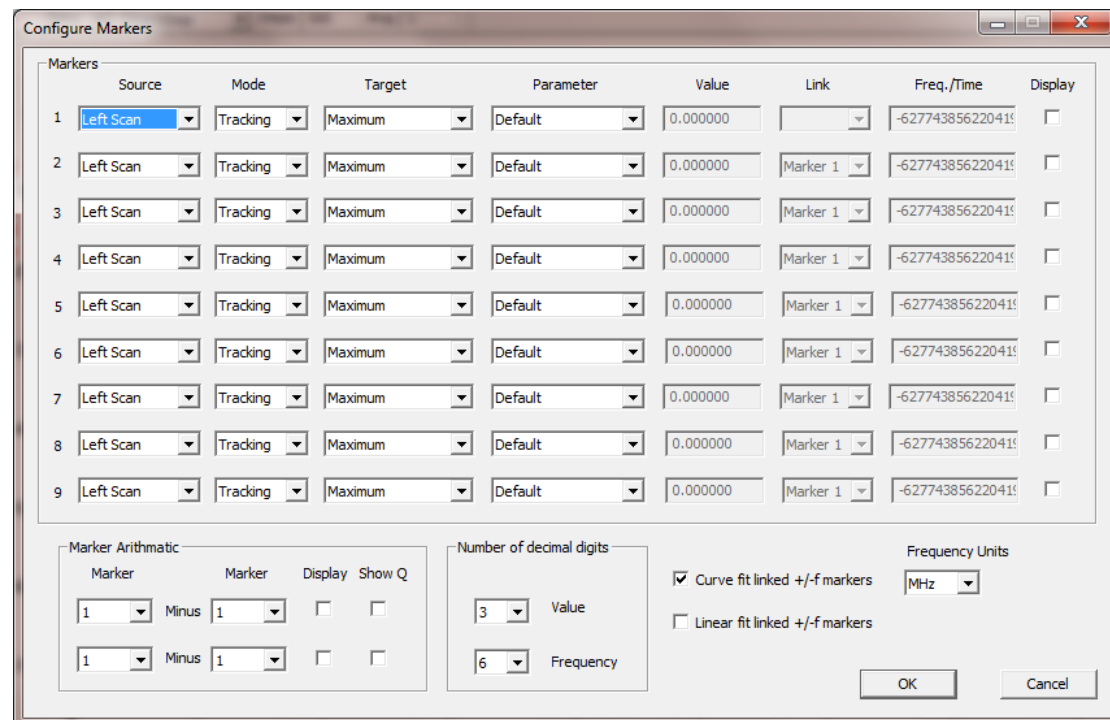 Configure Markers
Markers
Source Mode Target Parameter Value Link Freq./Time Display
1 Left Scan Tracking Maximum Default 0.000000 -62774385622041
2 Left Scan Tracking Maximum Default 0.000000 Marker 1 -62774385622041
3 Left Scan Tracking Maximum Default 0.000000 Marker 1 -62774385622041
4 Left Scan Tracking Maximum Default 0.000000 Marker 1 -62774385622041
5 Left Scan Tracking Maximum Default 0.000000 Marker 1 -62774385622041
6 Left Scan Tracking Maximum Default 0.000000 Marker 1 -62774385622041
7 Left Scan Tracking Maximum Default 0.000000 Marker 1 -62774385622041
8 Left Scan Tracking Maximum Default 0.000000 Marker 1 -62774385622041
9 Left Scan Tracking Maximum Default 0.000000 Marker 1 -62774385622041
Marker Arithmatic
Marker Marker Display Show Q
1 Minus 1
1 Minus 1
Number of decimal digits
3 Value
6 Frequency
Curve fit linked +/-f markers
Linear fit linked +/-f markers
Frequency Units
MHz
OK Cancel